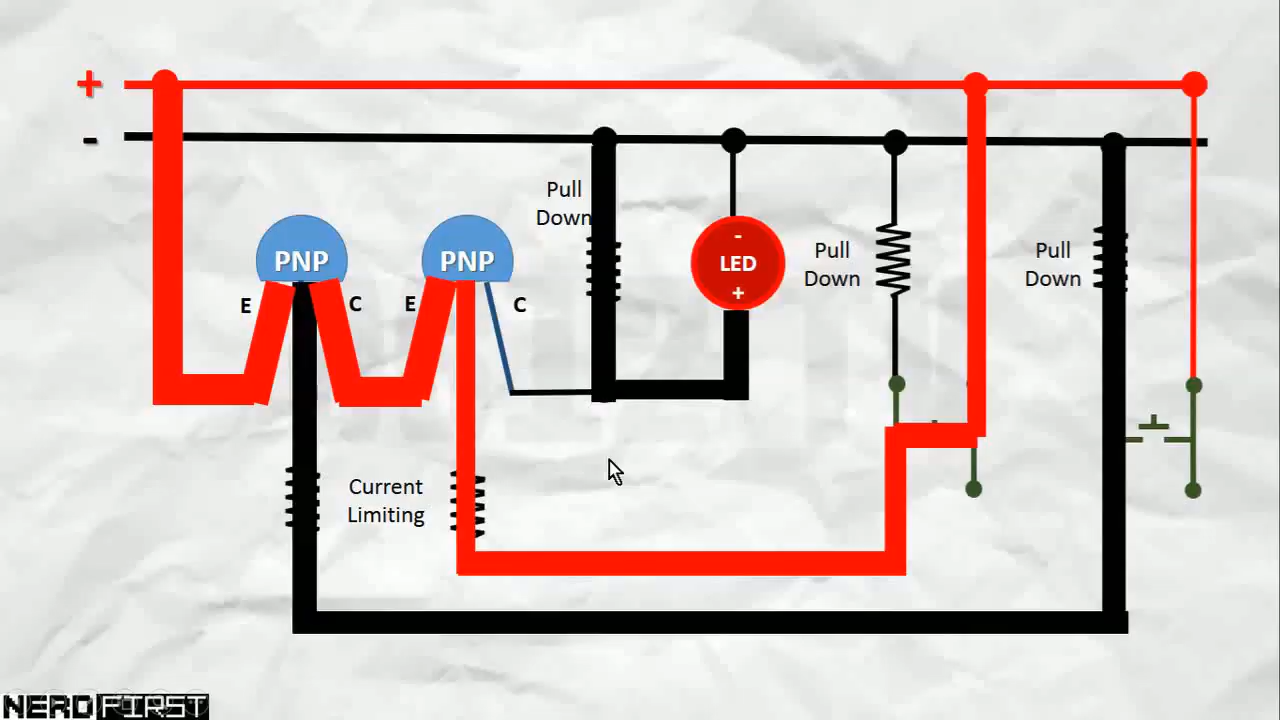 +
-
Pull
Down
PNP
PNP
-
LED
+
Pull
Down
Pull
Down
E
C
E
C
Current
Limiting
NERDFIRST